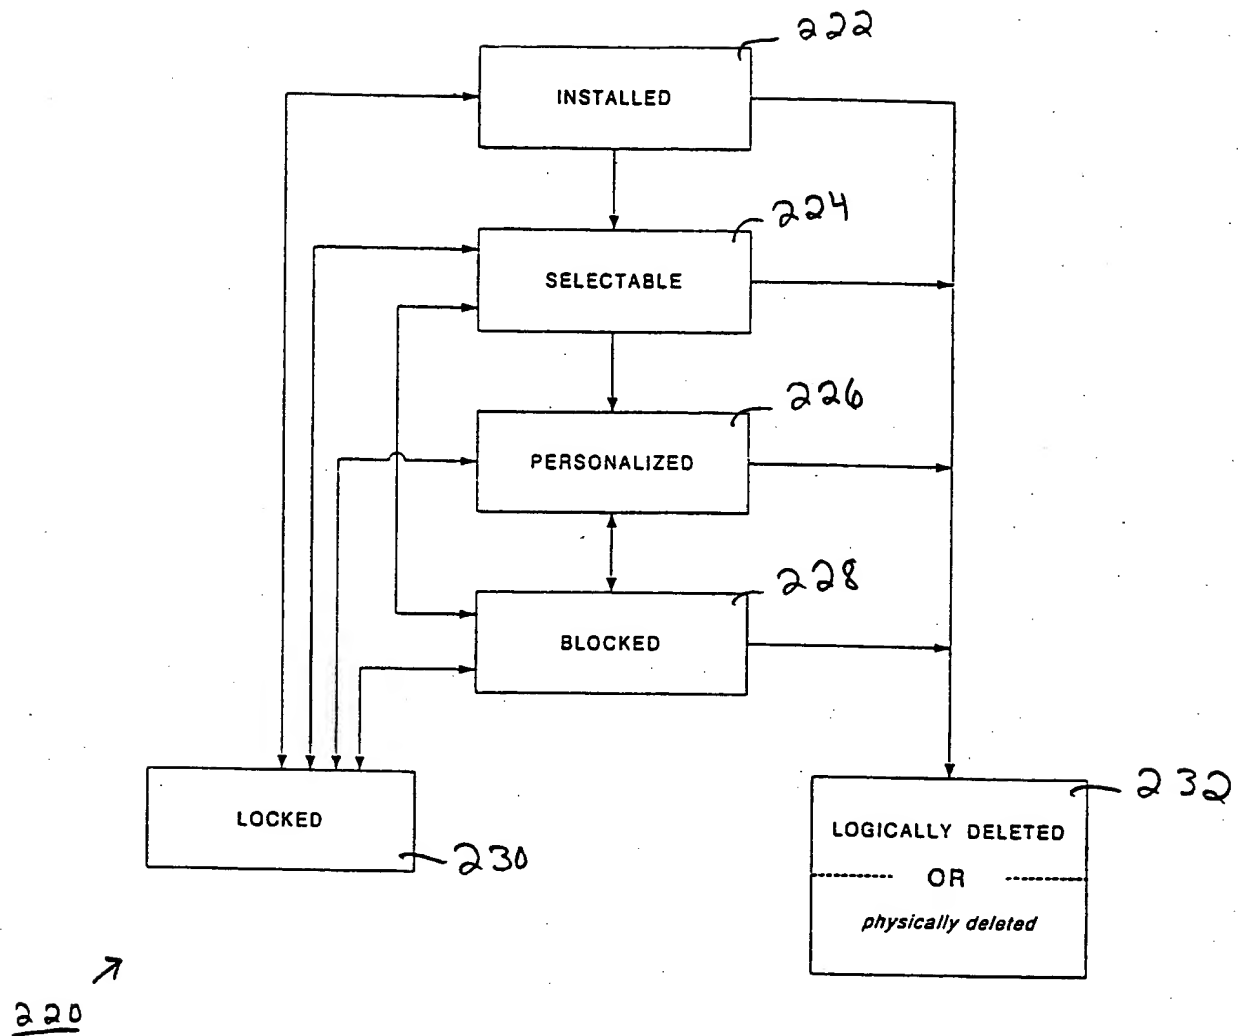 222
INSTALLED
224
SELECTABLE
226
PERSONALIZED
228
BLOCKED
232
LOGICALLY DELETED
OR
physically deleted
LOCKED
230
220